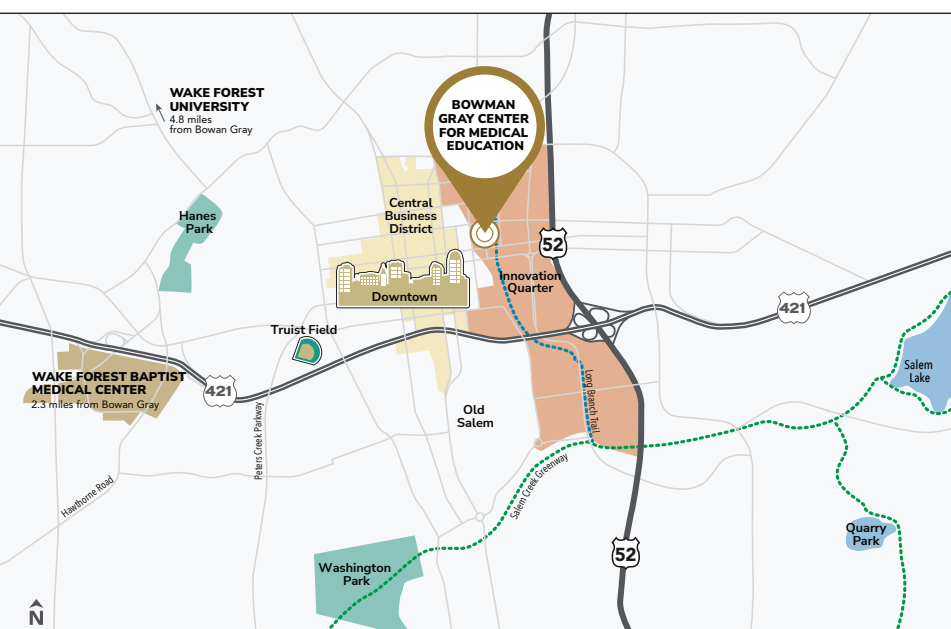 WAKE FOREST
UNIVERSITY
4.8 miles
from Bowan Gray
BOWMAN
GRAY CENTER
FOR MEDICAL
EDUCATION
Hanes
Park
Central
Business
District
52
Innovation
Quarter
Downtown
421
Truist Field
WAKE FOREST BAPTIST
MEDICAL CENTER
2.3 miles from Bowan Gray
421
Salem
Lake
Long Branch Trail
Old
Salem
Peters Creek Parkway
Hawthorne Road
Salem Creek Greenway
Quarry
Park
52
Washington
Park
N